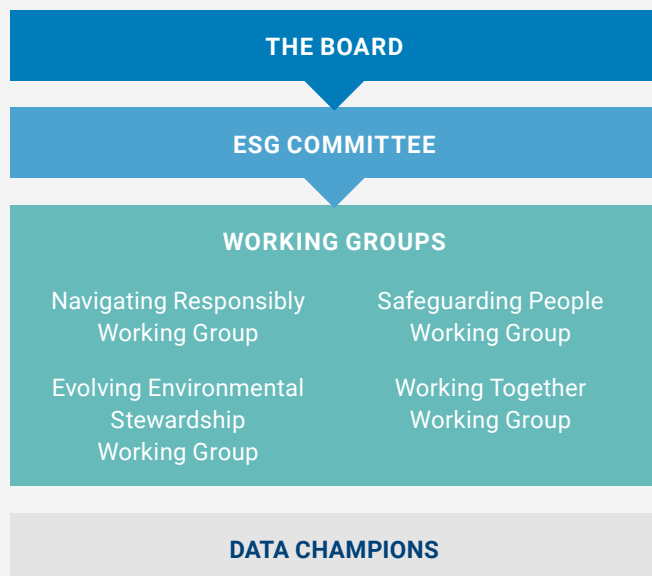 THE BOARD
ESG COMMITTEE
WORKING GROUPS
Navigating Responsibly
Working Group
Safeguarding People
Working Group
Evolving Environmental
Stewardship
Working Group
Working Together
Working Group
DATA CHAMPIONS